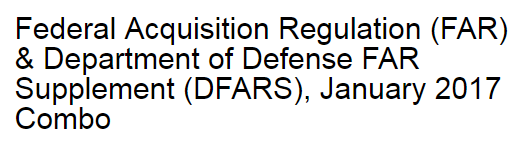 Federal Acquisition Regulation (FAR)
& Department of Defense FAR
Supplement (DFARS), January 2017
Combo